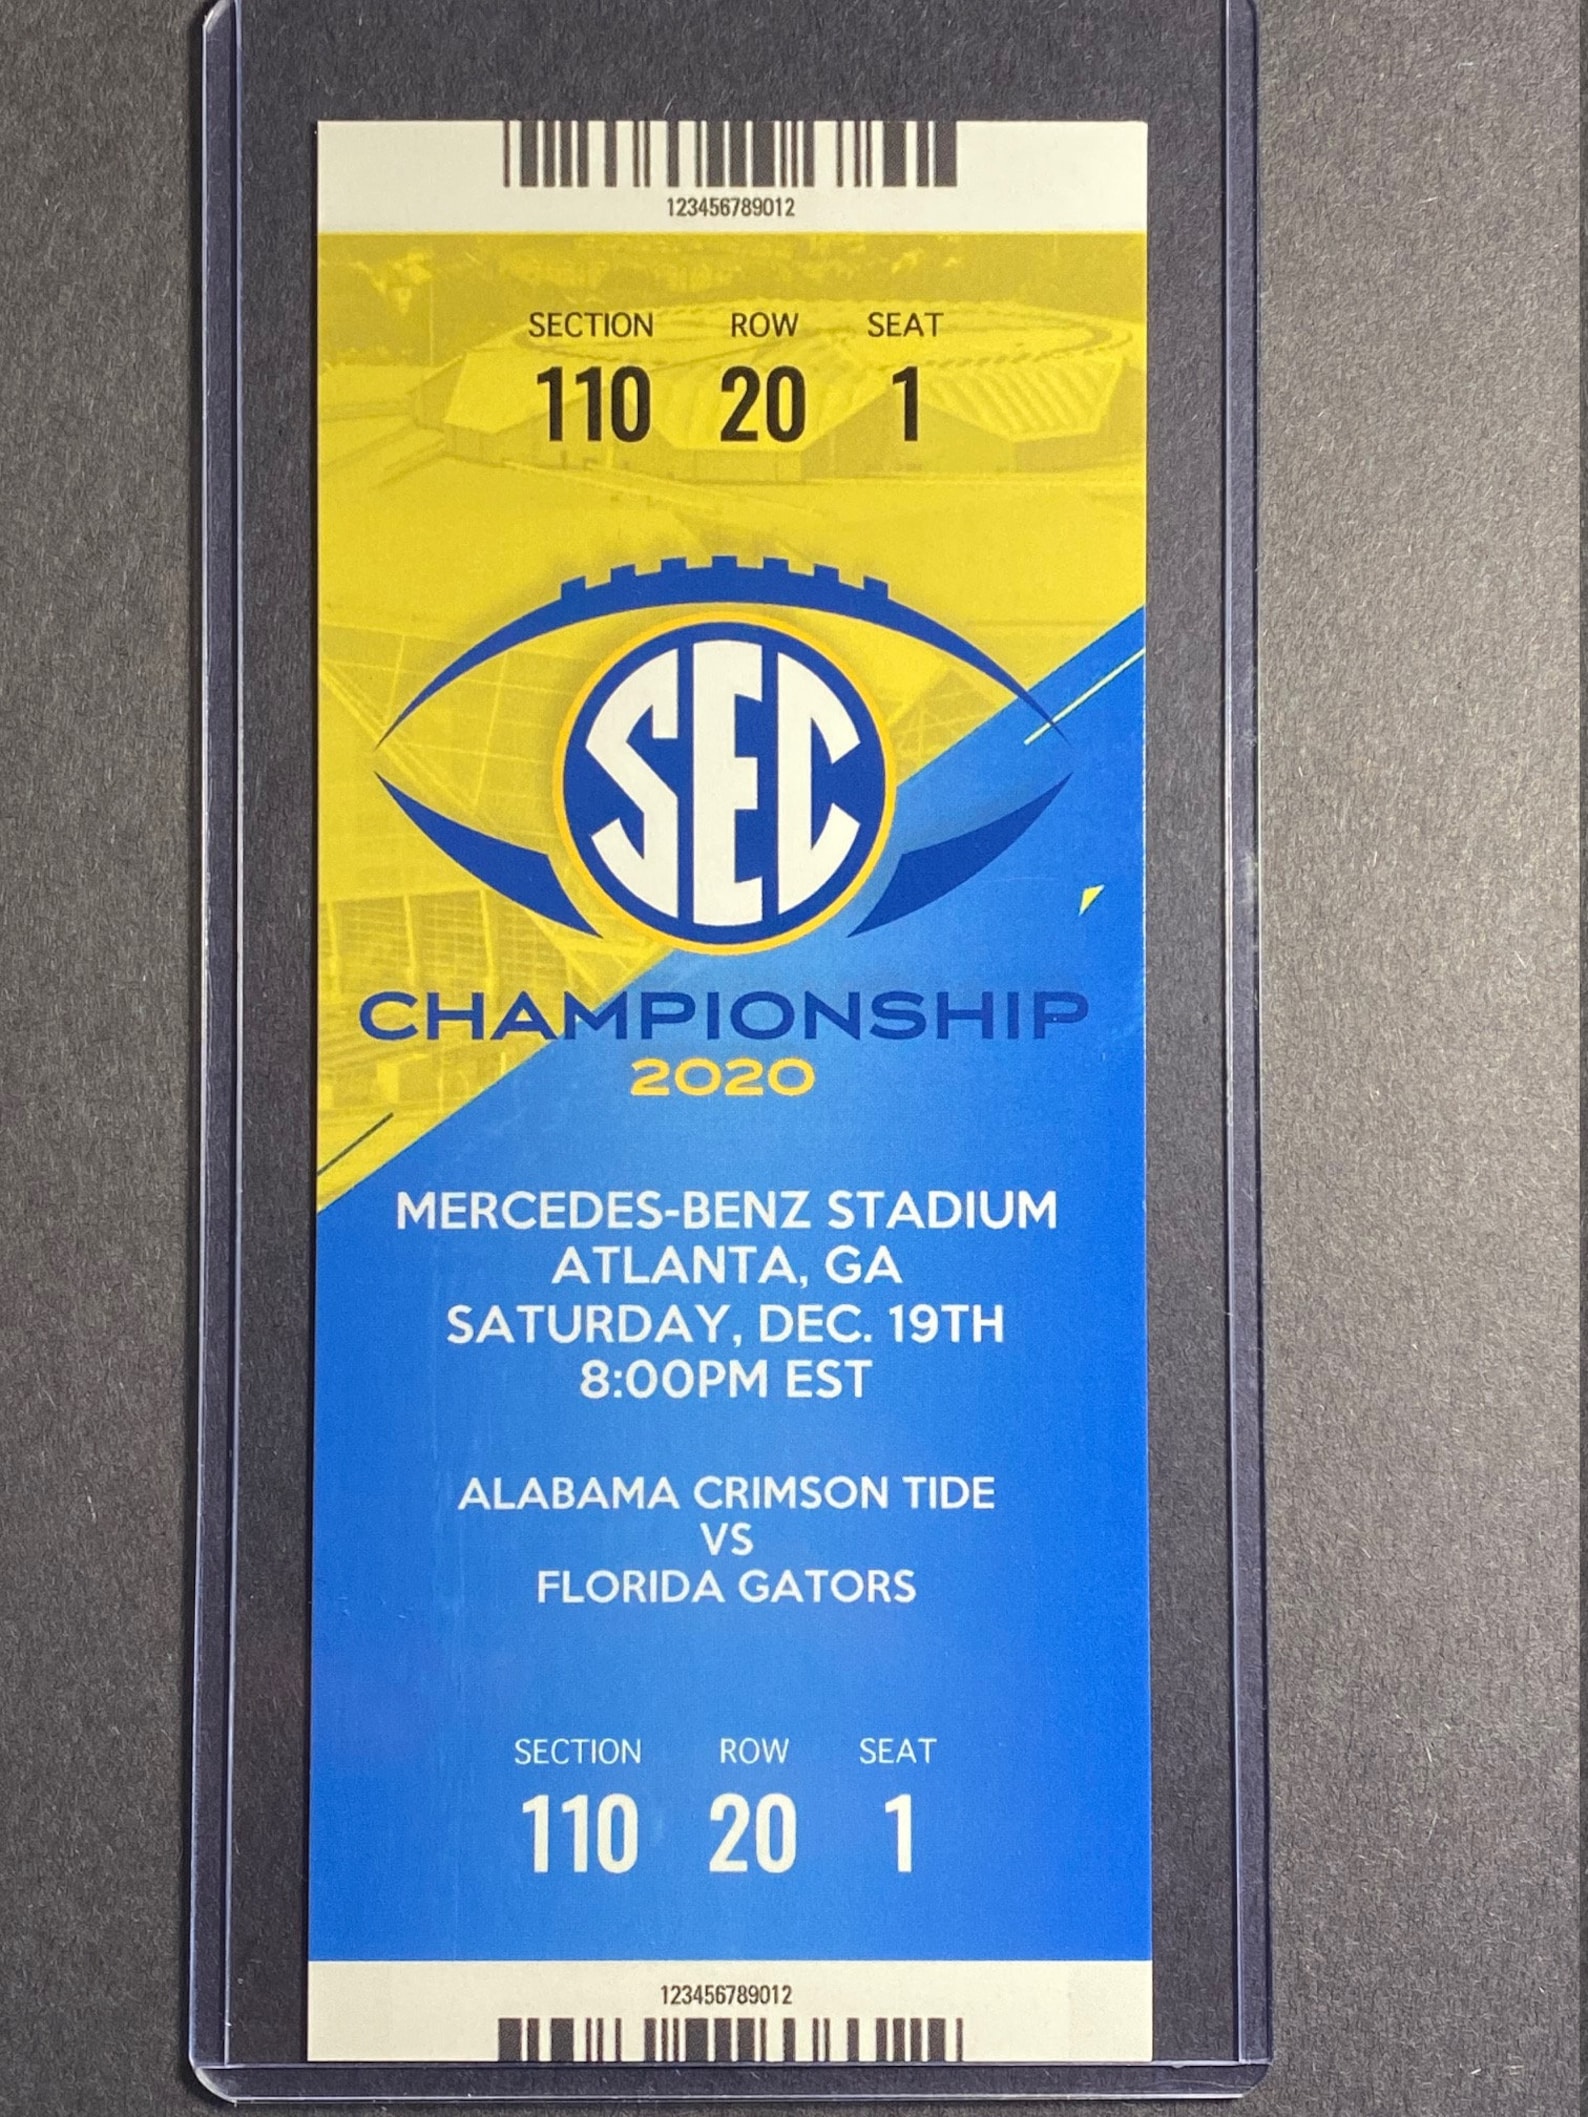 123456789012
SECTION ROW SEAT
110 20 1
SEC
CHAMPIONSHIP
2020
MERCEDES-BENZ STADIUM
ATLANTA, GA
SATURDAY, DEC. 19TH
8:00PM EST
ALABAMA CRIMSON TIDE
VS
FLORIDA GATORS
SECTION ROW SEAT
110 20 1
123456789012